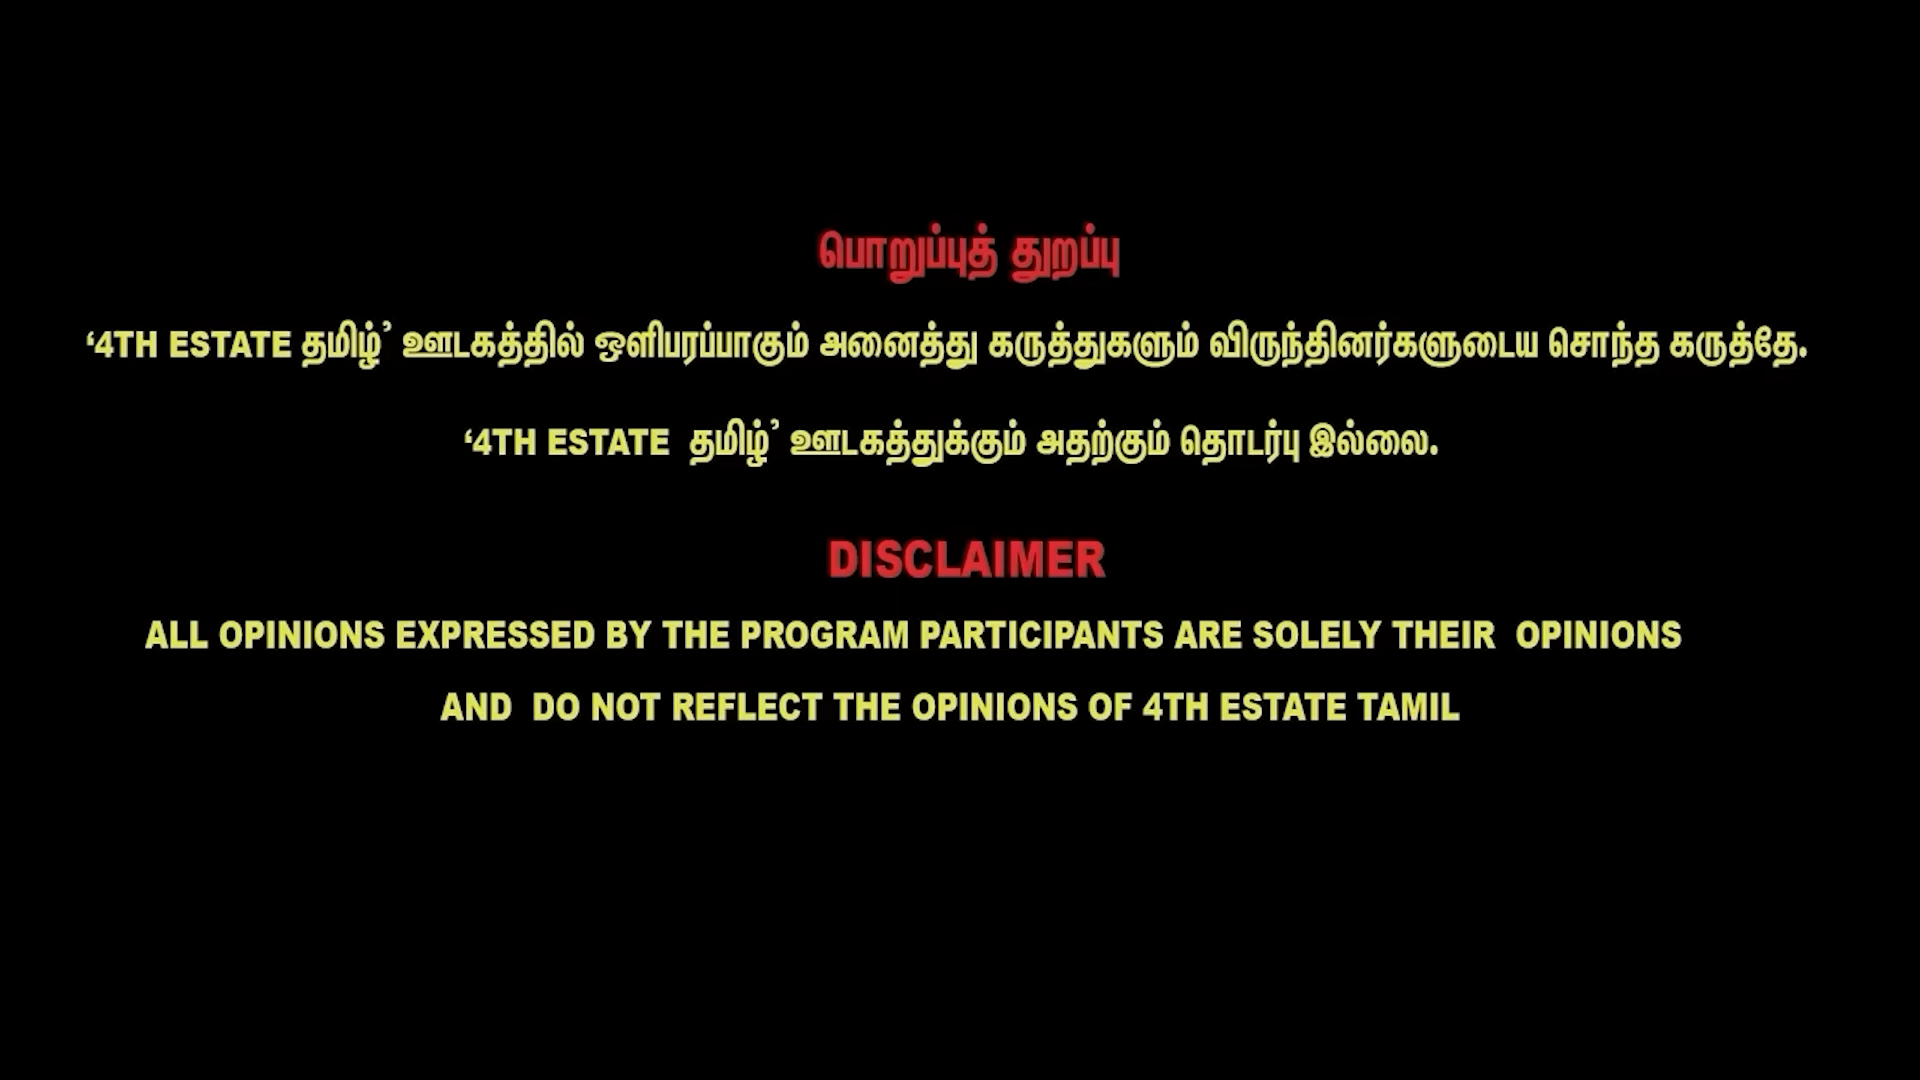 பொறுப்புத் துறப்பு
‘4TH ESTATE தமிழ்’ ஊடகத்தில் ஒளிபரப்பாகும் அனைத்து கருத்துகளும் விருந்தினர்களுடைய சொந்த கருத்தே.
‘4TH ESTATE தமிழ்’ ஊடகத்துக்கும் அதற்கும் தொடர்பு இல்லை.
DISCLAIMER
ALL OPINIONS EXPRESSED BY THE PROGRAM PARTICIPANTS ARE SOLELY THEIR OPINIONS
AND DO NOT REFLECT THE OPINIONS OF 4TH ESTATE TAMIL